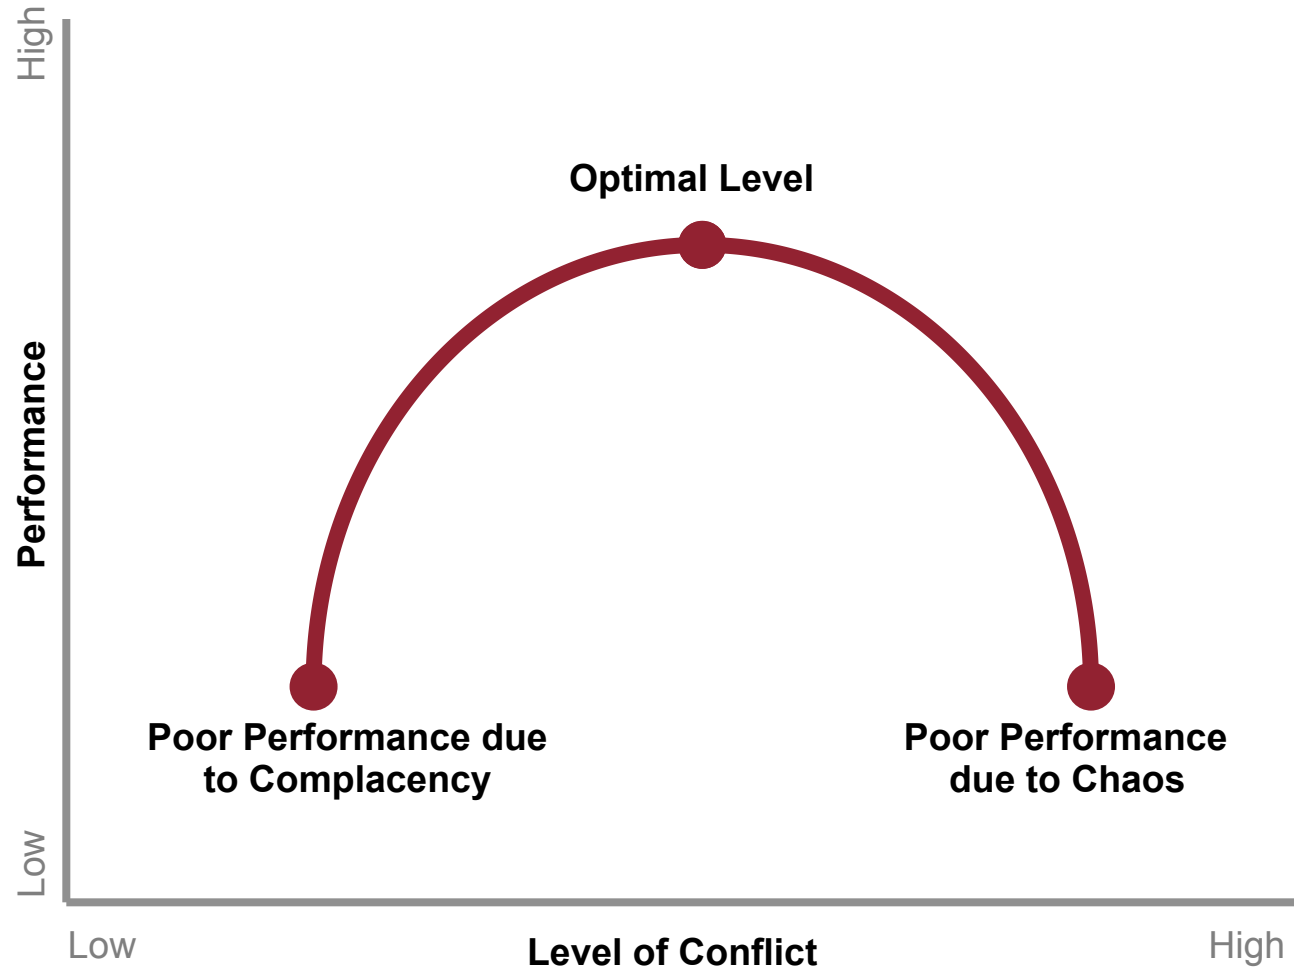 High
Optimal Level
Performance
Poor Performance due
to Complacency
Poor Performance
due to Chaos
Low
Low
Level of Conflict
High